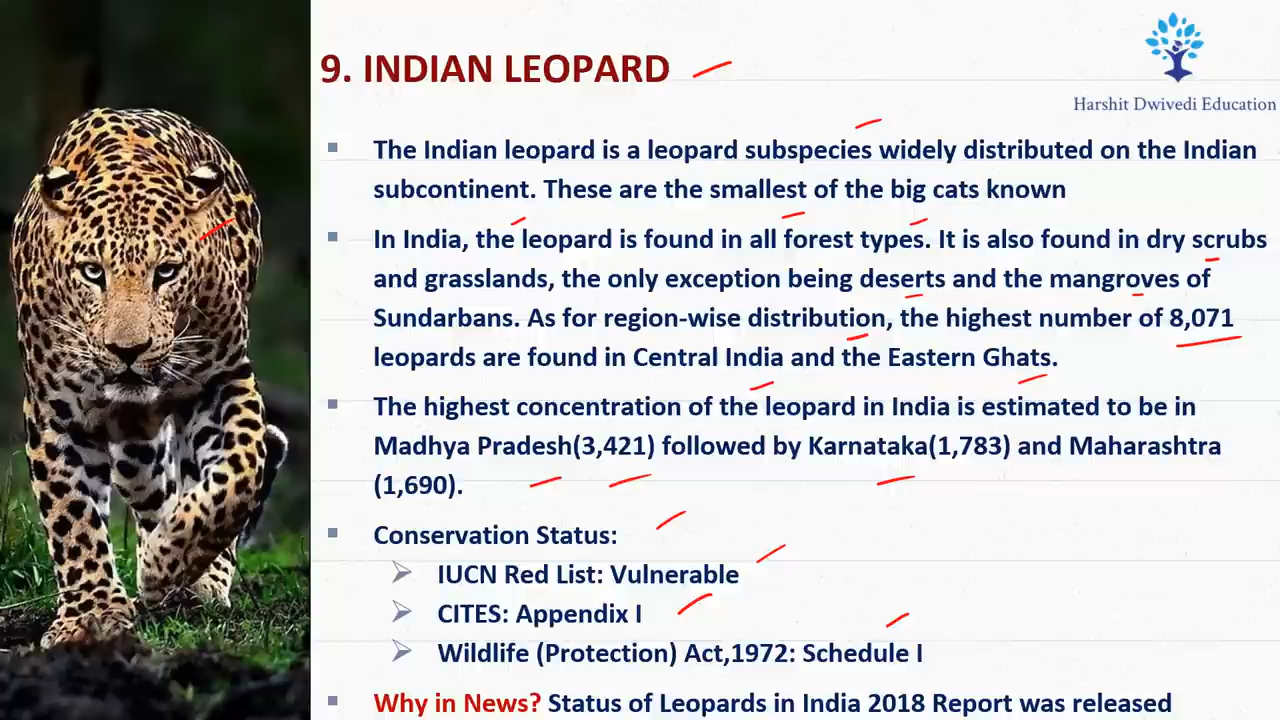 9. INDIAN LEOPARD
Harshit Dwivedi Education
The Indian leopard is a leopard subspecies widely distributed on the Indian
subcontinent. These are the smallest of the big cats known
In India, the leopard is found in all forest types. It is also found in dry scrubs
and grasslands, the only exception being deserts and the mangroves of
Sundarbans. As for region-wise distribution, the highest number of 8,071
leopards are found in Central India and the Eastern Ghats.
The highest concentration of the leopard in India is estimated to be in
Madhya Pradesh(3,421) followed by Karnataka(1,783) and Maharashtra
(1,690).
Conservation Status:
IUCN Red List: Vulnerable
CITES: Appendix I
Wildlife (Protection) Act,1972: Schedule I
Why in News? Status of Leopards in India 2018 Report was released